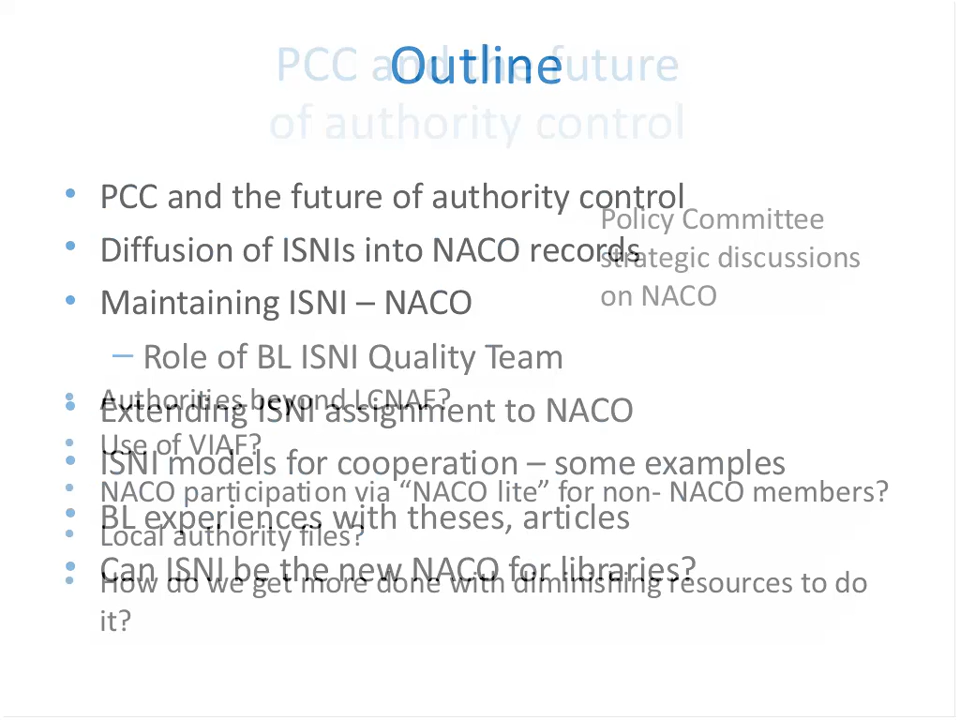 Outline
PCC and the future
of authority control
• PCC and the future of authority control
• Diffusion of ISNIs into NACO records
• Maintaining ISNI – NACO
– Role of BL ISNI Quality Team
• Extending ISNI assignment to NACO
• ISNI models for cooperation – some examples
• BL experiences with theses, articles
• Can ISNI be the new NACO for libraries?
Policy Committee
strategic discussions
on NACO
• Authorities beyond LCNAF?
• Use of VIAF?
• NACO participation via “NACO lite” for non- NACO members?
• Local authority files?
• How do we get more done with diminishing resources to do
it?